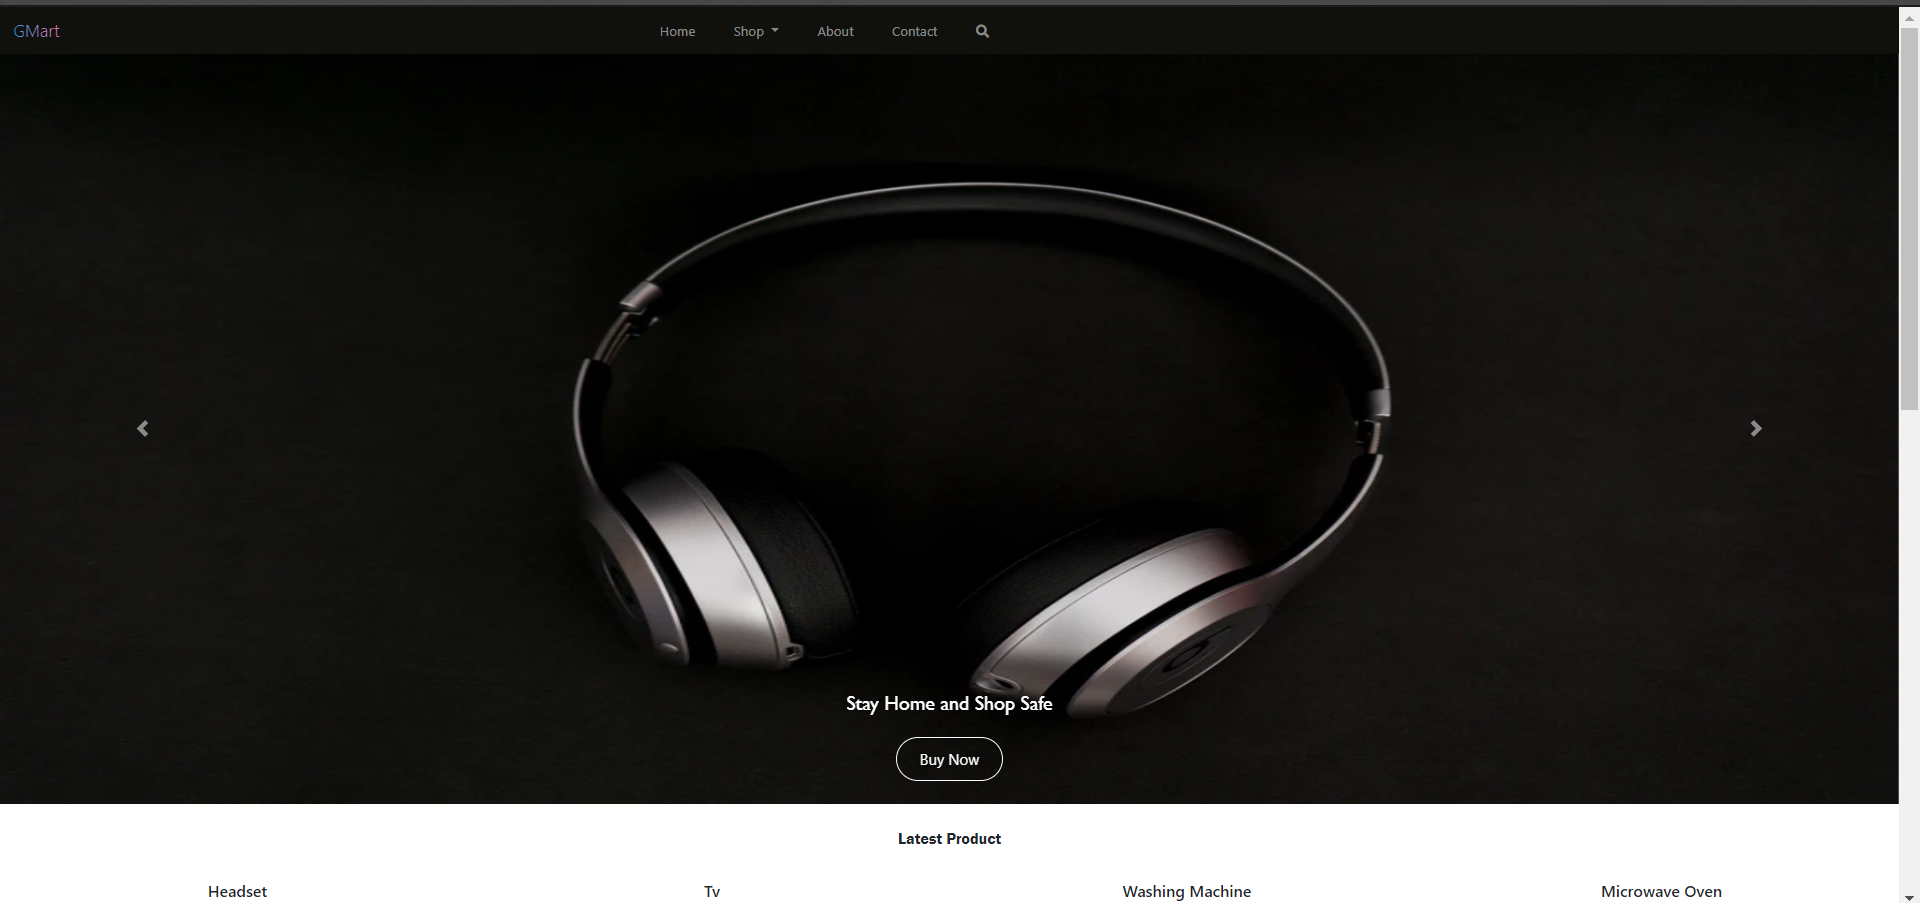 GMart Home Shop About Contact
Stay Home and Shop Safe
Buy Now
Latest Product
Headset Tv Washing Machine Microwave Oven